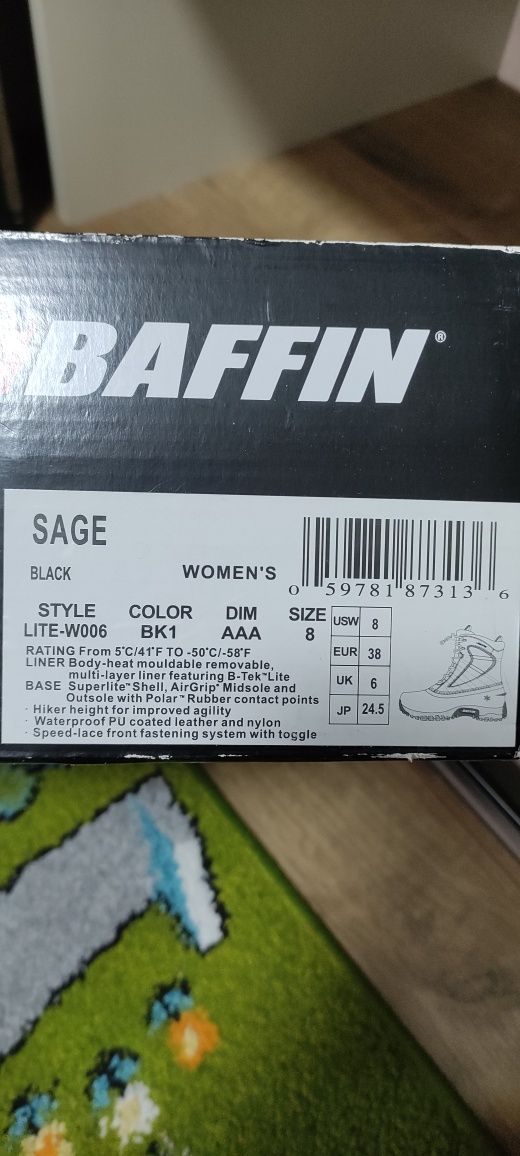 BAFFIN®
SAGE
BLACK WOMEN'S
0 59781 87313 6
STYLE COLOR DIM SIZE
LITE-W006 BK1 AAA 8
USW 8
EUR 38
UK 6
JP 24.5
RATING From 5°C/41°F TO -50°C/-58°F
LINER Body-heat mouldable removable,
multi-layer liner featuring B-Tek™Lite
BASE Superlite™Shell, AirGrip™Midsole and
Outsole with Polar™Rubber contact points
· Hiker height for improved agility
· Waterproof PU coated leather and nylon
· Speed-lace front fastening system with toggle